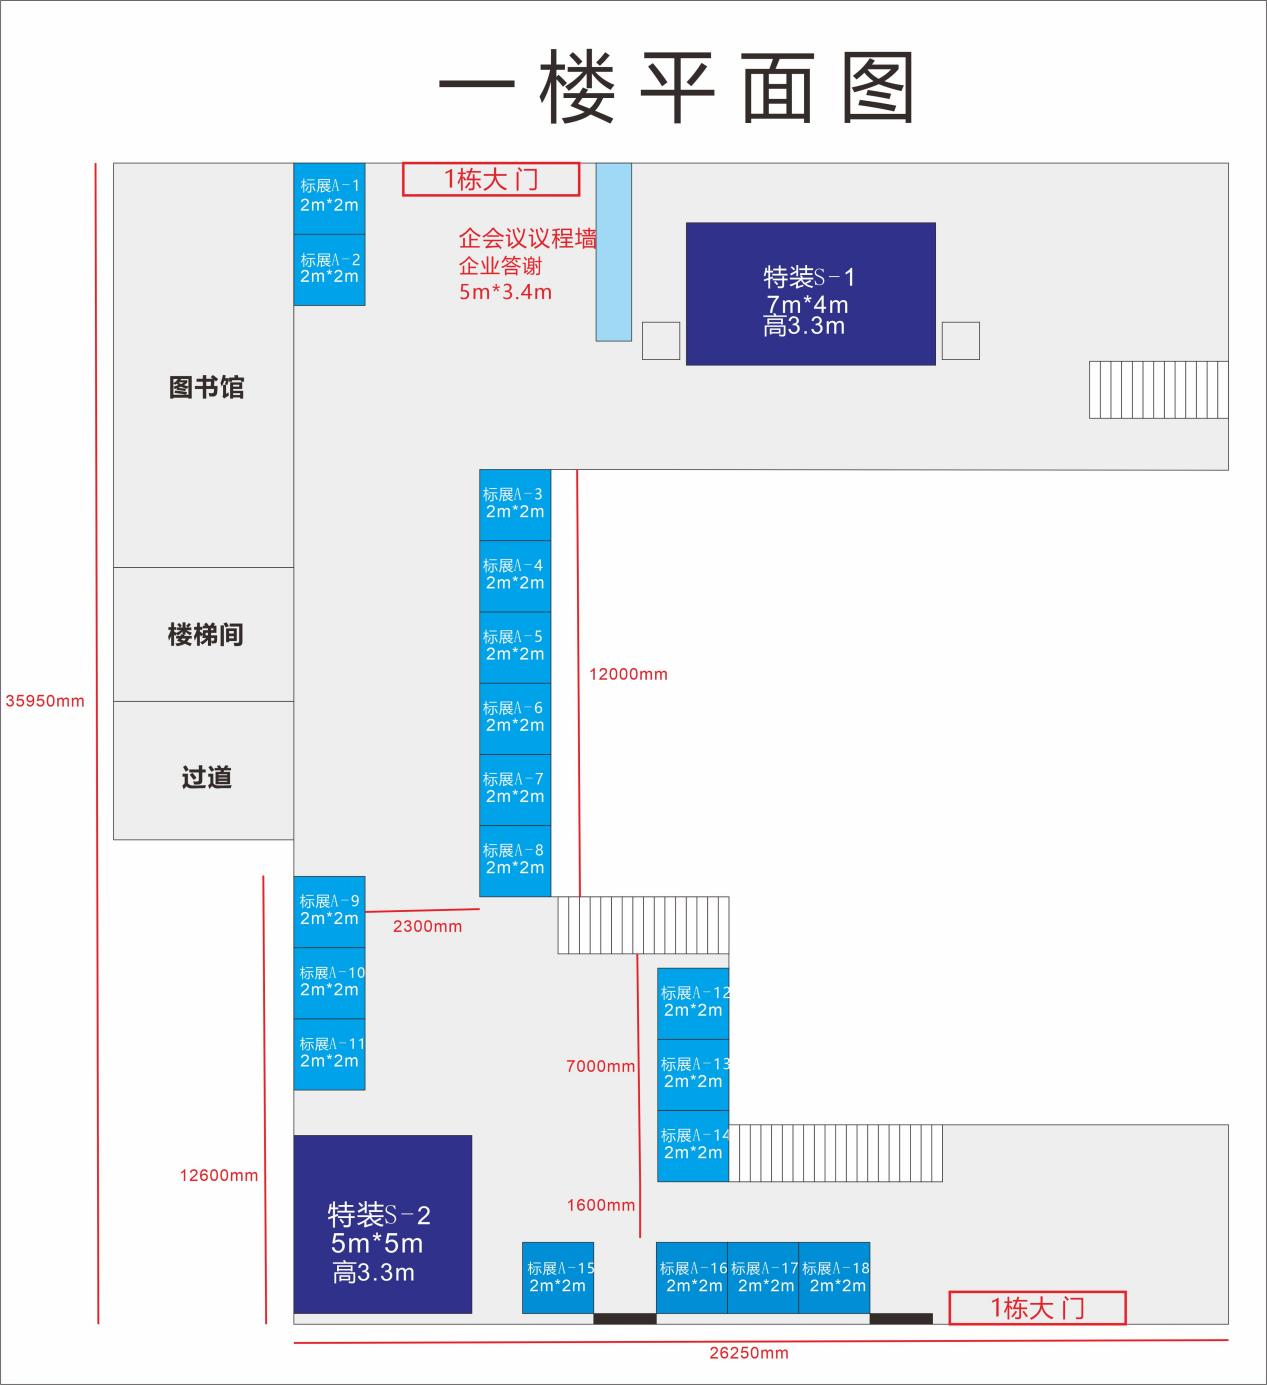 一楼平面图
标展A-1
2m*2m
1栋大 门
标展A-2
2m*2m
企会议议程墙
企业答谢
5m*3.4m
特装S-1
7m*4m
高3.3m
图书馆
标展A-3
2m*2m
标展A-4
2m*2m
标展A-5
2m*2m
标展A-6
2m*2m
标展A-7
2m*2m
标展A-8
2m*2m
12000mm
楼梯间
35950mm
过道
标展A-9
2m*2m
2300mm
标展A-10
2m*2m
标展A-11
2m*2m
标展A-12
2m*2m
标展A-13
2m*2m
标展A-14
2m*2m
7000mm
12600mm
1600mm
特装S-2
5m*5m
高3.3m
标展A-15
2m*2m
标展A-16
2m*2m
标展A-17
2m*2m
标展A-18
2m*2m
1栋大 门
26250mm